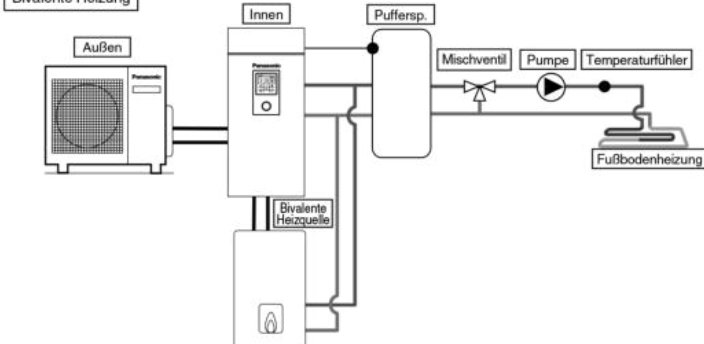 Bivalente Heizung
Innen
Puffersp.
Außen
Mischventil
Pumpe
Temperaturfühler
Panasonic
Panasonic
Fußbodenheizung
Bivalente
Heizquelle